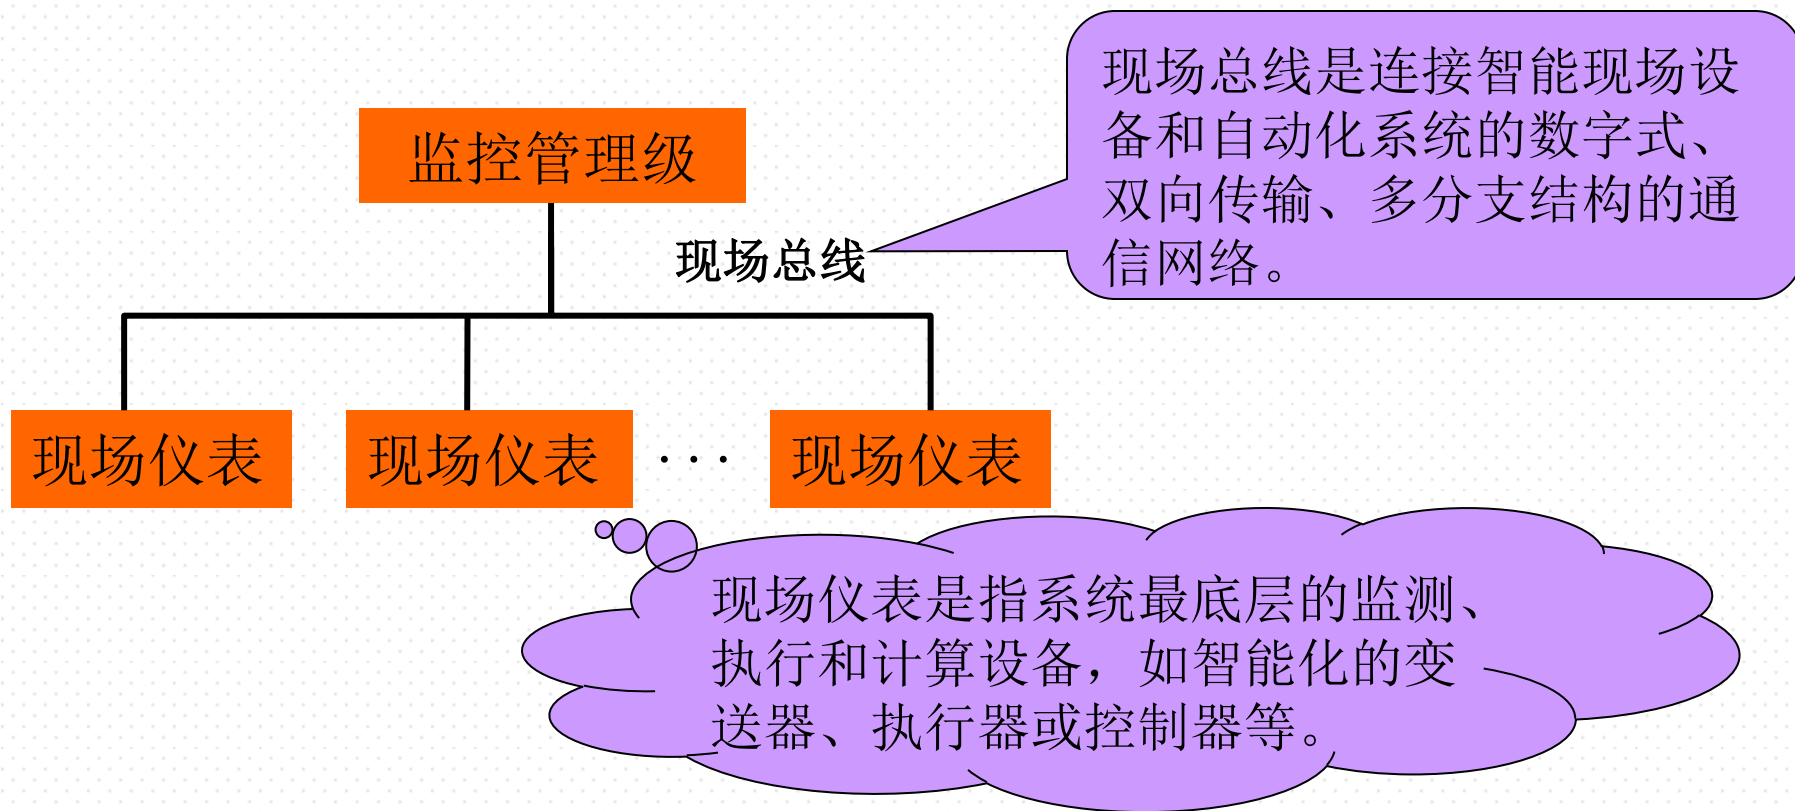 现场总线是连接智能现场设
备和自动化系统的数字式、
双向传输、多分支结构的通
信网络。
监控管理级
现场总线
现场仪表 现场仪表 ··· 现场仪表
现场仪表是指系统最底层的监测、
执行和计算设备，如智能化的变
送器、执行器或控制器等。